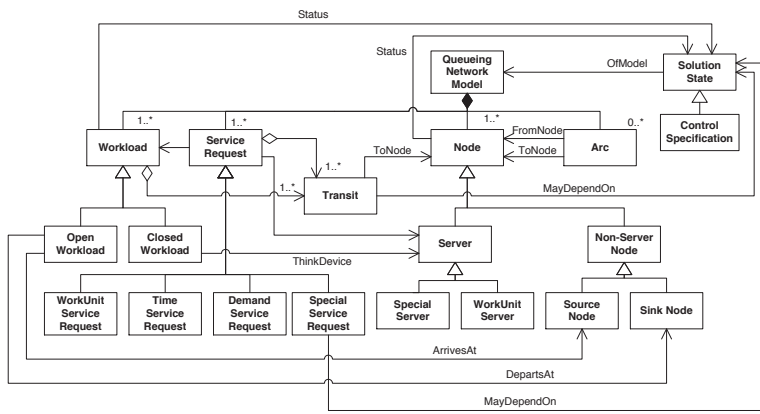 Status
Status
Queueing
Network
Model
OfModel
Solution
State
1..*
1..*
1..*
0..*
Workload
Service
Request
Node
FromNode
ToNode
Arc
Control
Specification
ToNode
1..*
1..*
Transit
MayDependOn
Open
Workload
Closed
Workload
ThinkDevice
Server
Non-Server
Node
WorkUnit
Service
Request
Time
Service
Request
Demand
Service
Request
Special
Service
Request
Special
Server
WorkUnit
Server
Source
Node
Sink Node
ArrivesAt
DepartsAt
MayDependOn